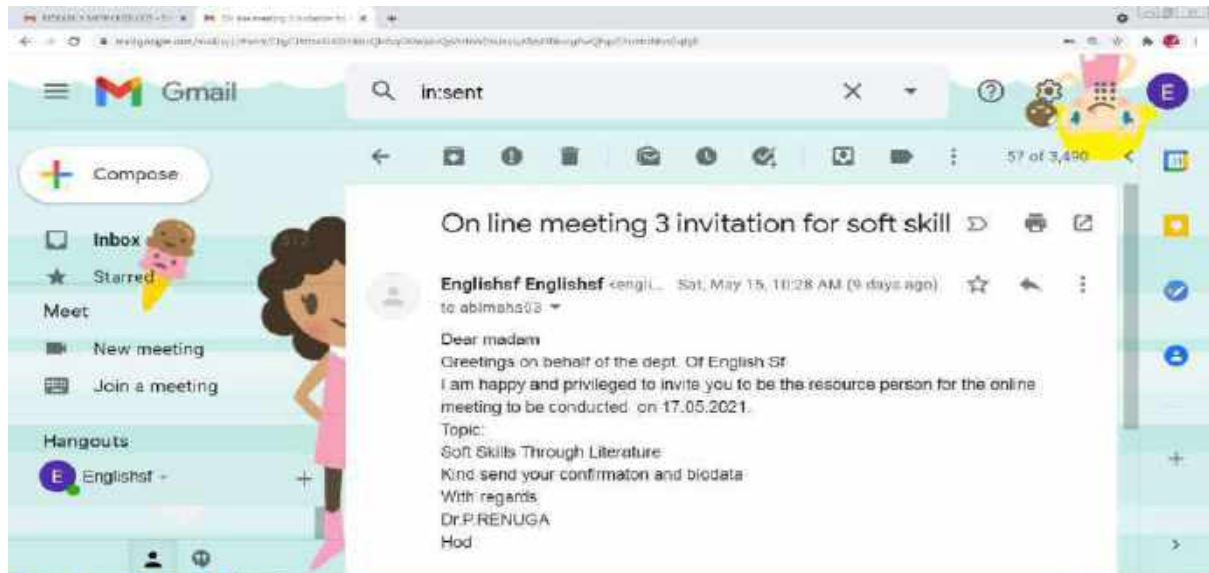 Gmail
in:sent
E
Compose
57 of 3,490
On line meeting 3 invitation for soft skill
Inbox
Starred
Englishsf Englishsf Sat, May 15, 10:28 AM (9 days ago)
to abimaha03
Meet
New meeting
Join a meeting
Dear madam
Greetings on behalf of the dept. Of English Sf
I am happy and privileged to invite you to be the resource person for the online
meeting to be conducted on 17.05.2021.
Topic:
Soft Skills Through Literature
Kind send your confirmaton and biodata
With regards
Dr.P.RENUGA
Hod
Hangouts
E Englishsf